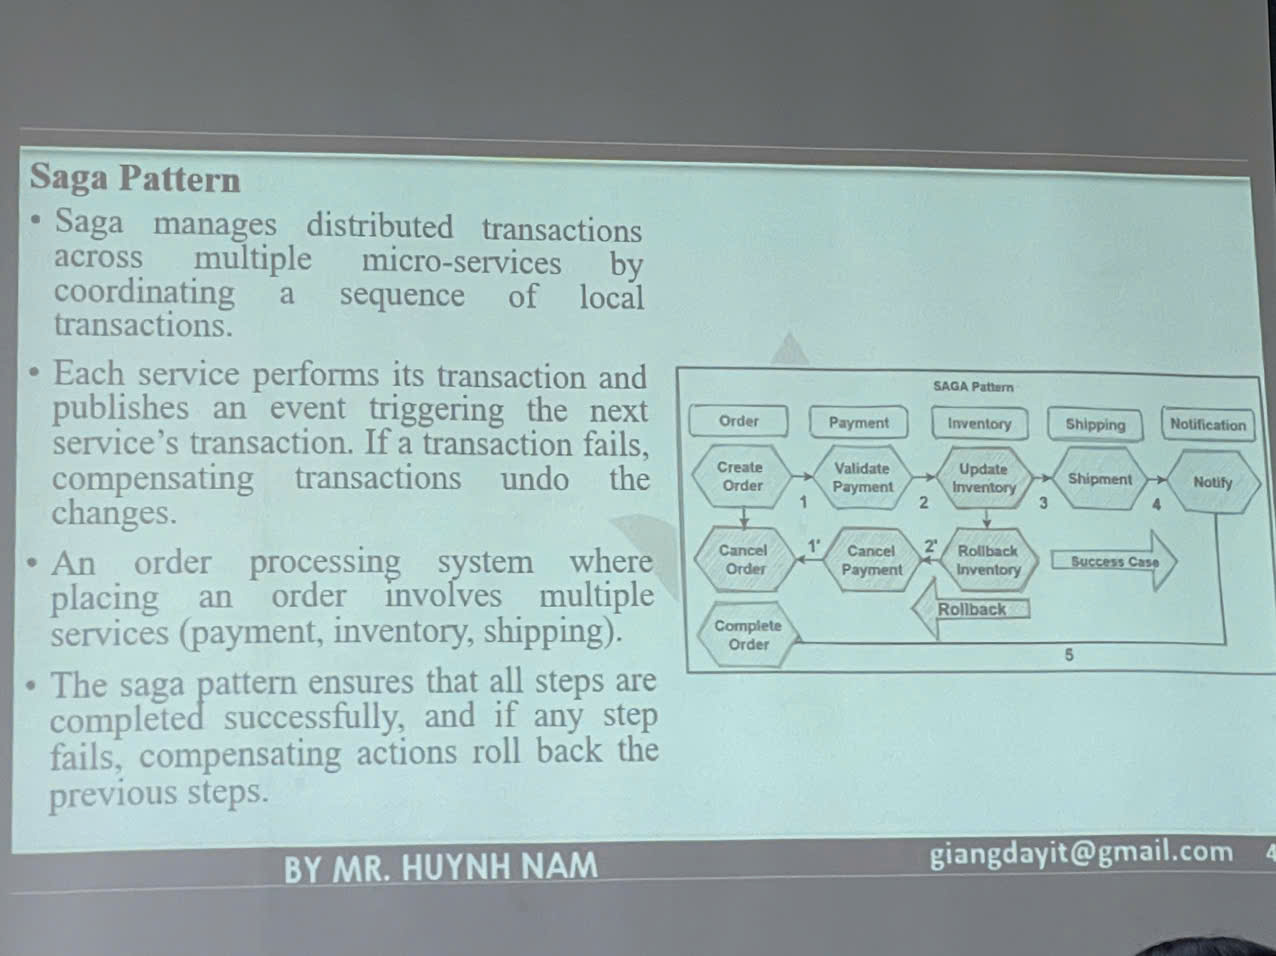 Saga Pattern
• Saga manages distributed transactions
across multiple micro-services by
coordinating a sequence of local
transactions.
• Each service performs its transaction and
publishes an event triggering the next
service's transaction. If a transaction fails,
compensating transactions undo the
changes.
• An order processing system where
placing an order involves multiple
services (payment, inventory, shipping).
• The saga pattern ensures that all steps are
completed successfully, and if any step
fails, compensating actions roll back the
previous steps.
SAGA Pattern
Order
Payment
Inventory
Shipping
Notification
Create
Order
1
Validate
Payment
2
Update
Inventory
3
Shipment
4
Notify
Cancel
Order
1'
Cancel
Payment
2'
Rollback
Inventory
Success Case
Rollback
Complete
Order
5
BY MR. HUYNH NAM
giangdayit@gmail.com
4